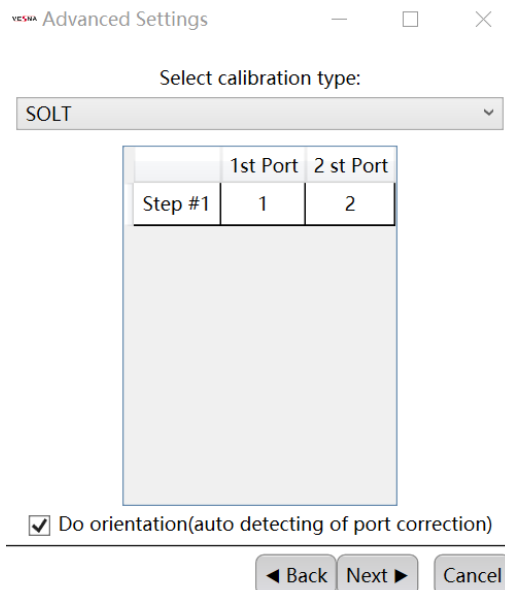 VESNA Advanced Settings
Select calibration type:
SOLT
1st Port 2 st Port
Step #1 1 2
Do orientation(auto detecting of port correction)
◄ Back Next ► Cancel